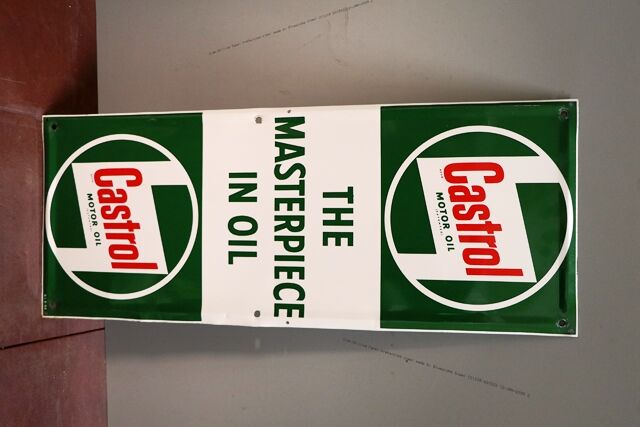 Castrol
MOTOR OIL
THE
MASTERPIECE
IN OIL
Castrol
MOTOR OIL